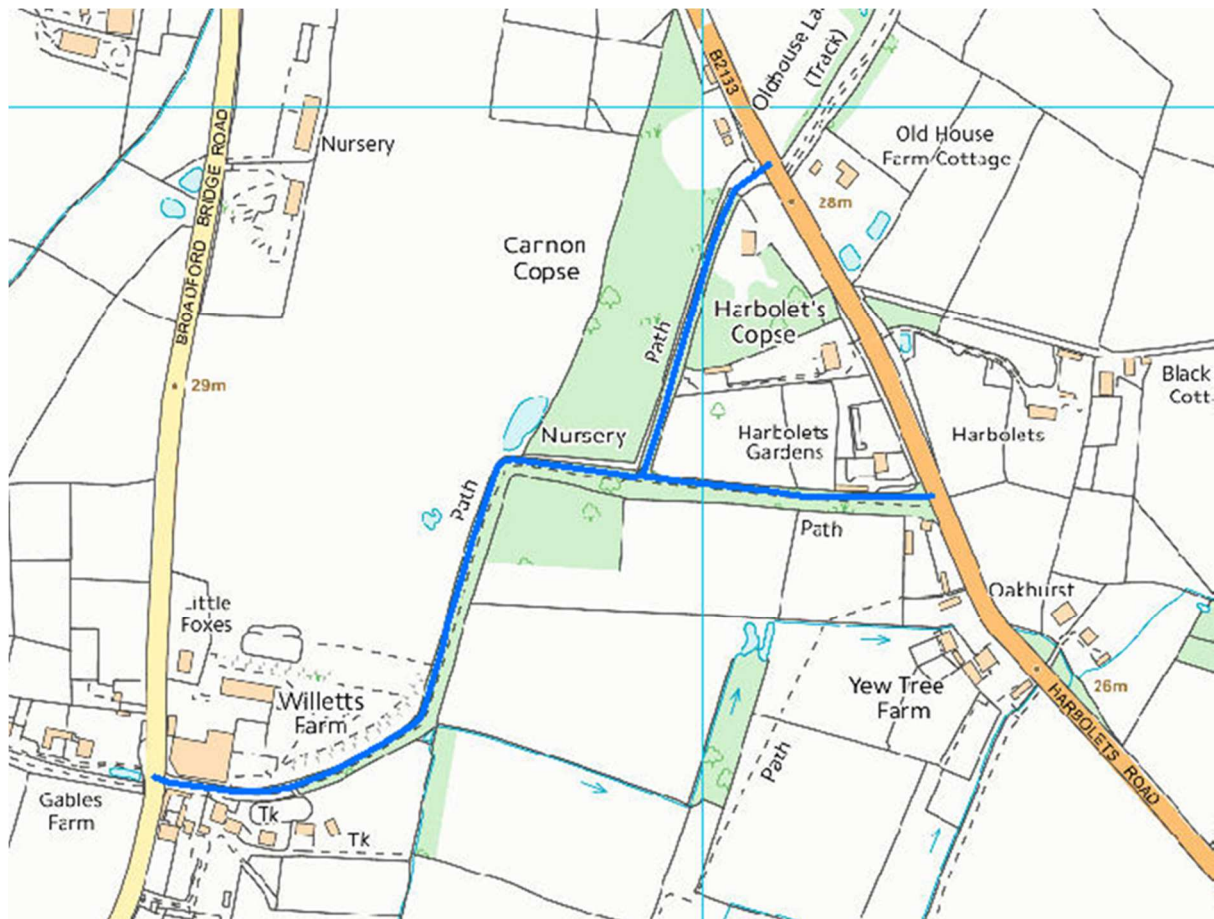 B2133
Oldhouse La
(Track)
BROADFORD BRIDGE ROAD
Nursery
Old House
Farm Cottage
28m
Carnon
Copse
Harbolet's
Copse
Path
29m
Black
Cott
Nursery
Harbolets
Gardens
Harbolets
Path
Path
Little
Foxes
Oakhurst
Willetts
Farm
Yew Tree
Farm
26m
HARBOLETS ROAD
Path
Gables
Farm
Tk
Tk